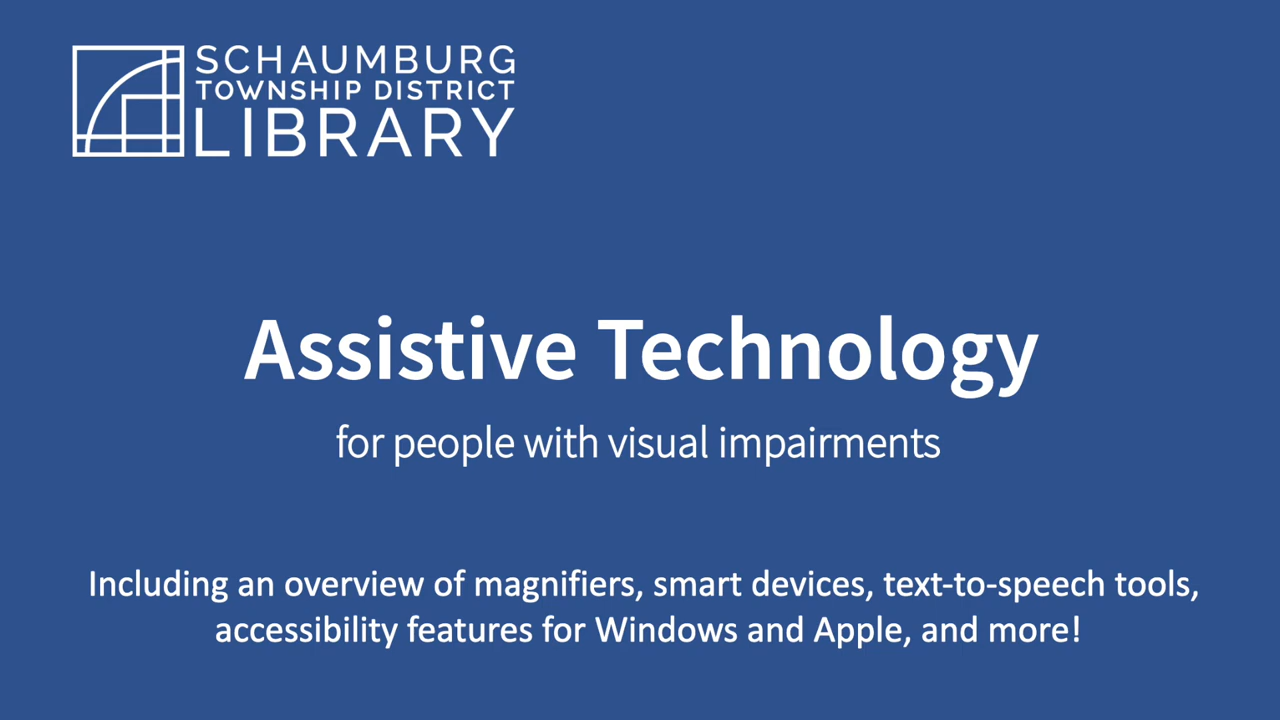 SCHAUMBURG
TOWNSHIP DISTRICT
LIBRARY
Assistive Technology
for people with visual impairments
Including an overview of magnifiers, smart devices, text-to-speech tools,
accessibility features for Windows and Apple, and more!